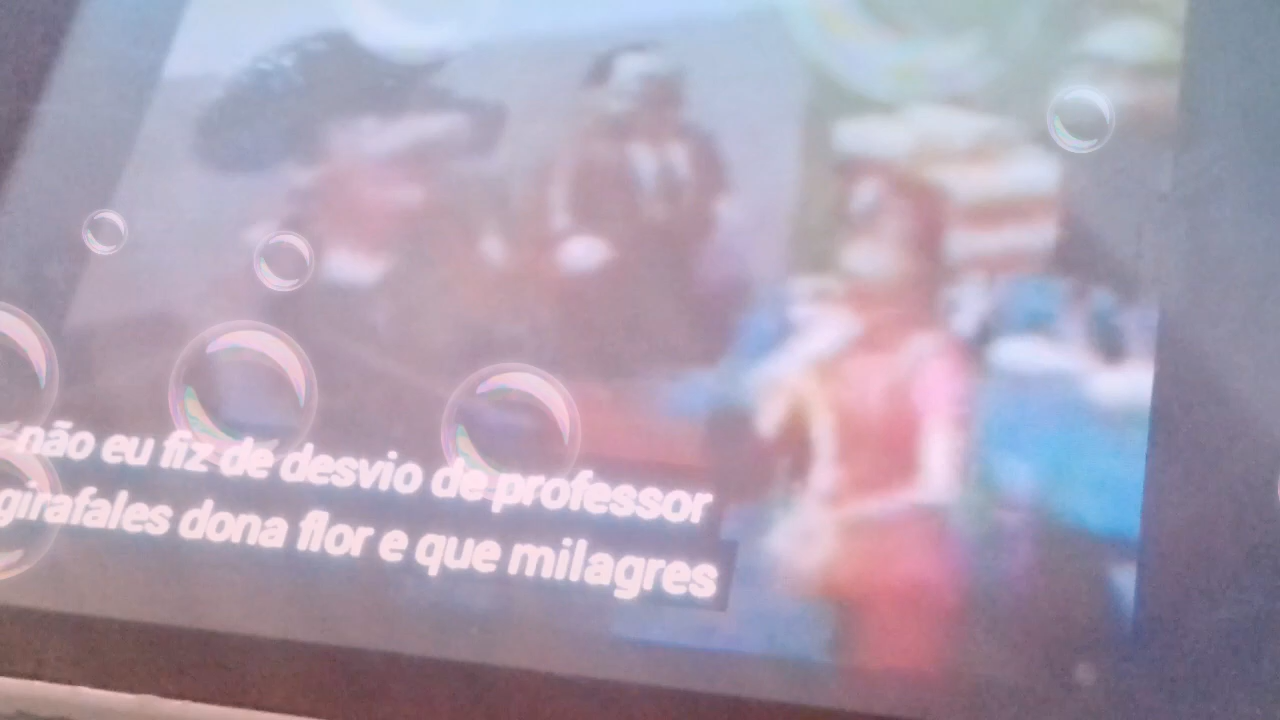 não eu fiz de desvio de professor
girafales dona flor e que milagres